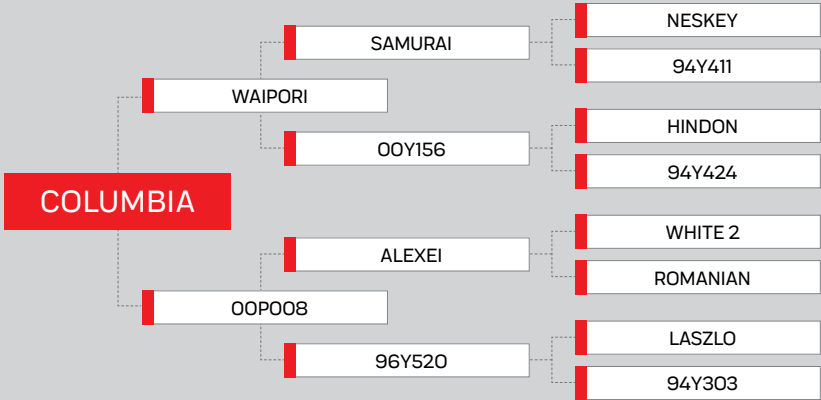 NESKEY
SAMURAI
94Y411
WAIPORI
HINDON
00Y156
94Y424
COLUMBIA
WHITE 2
ALEXEI
ROMANIAN
00P008
LASZLO
96Y520
94Y303